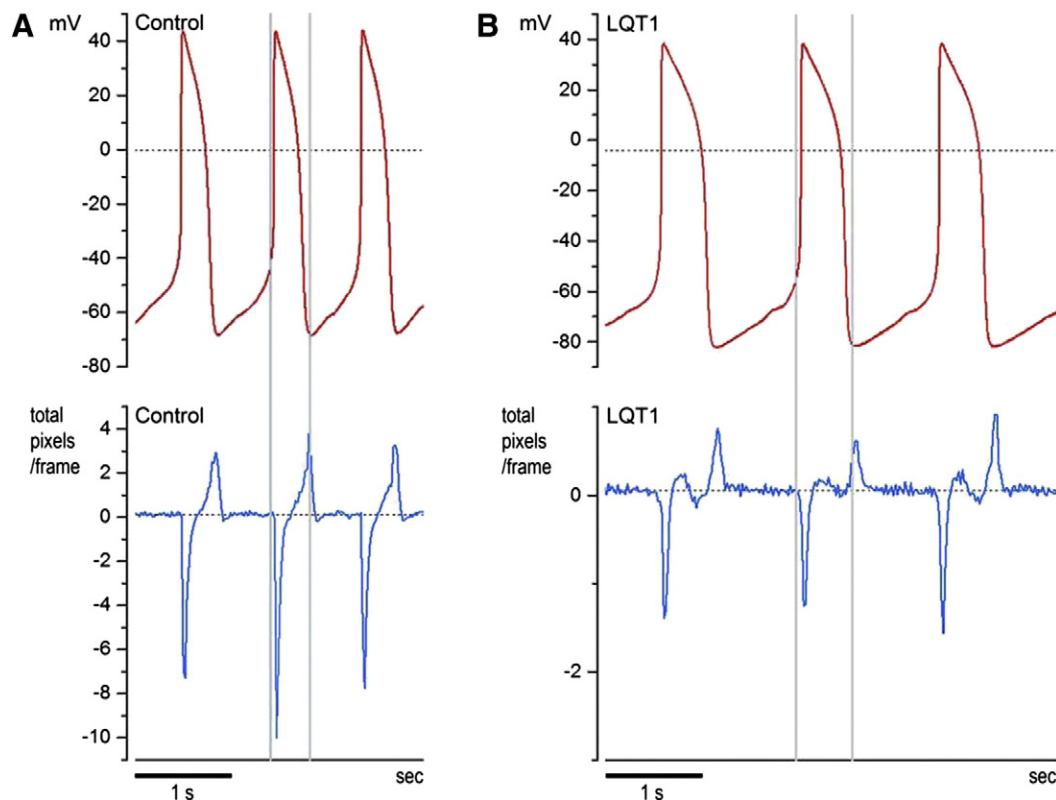 A
mV
Control
40
20
0
-20
-40
-60
-80
total
pixels
/frame
Control
4
2
0
-2
-4
-6
-8
-10
sec
1 s
B
mV
LQT1
40
20
0
-20
-40
-60
-80
total
pixels
/frame
LQT1
0
-2
sec
1 s